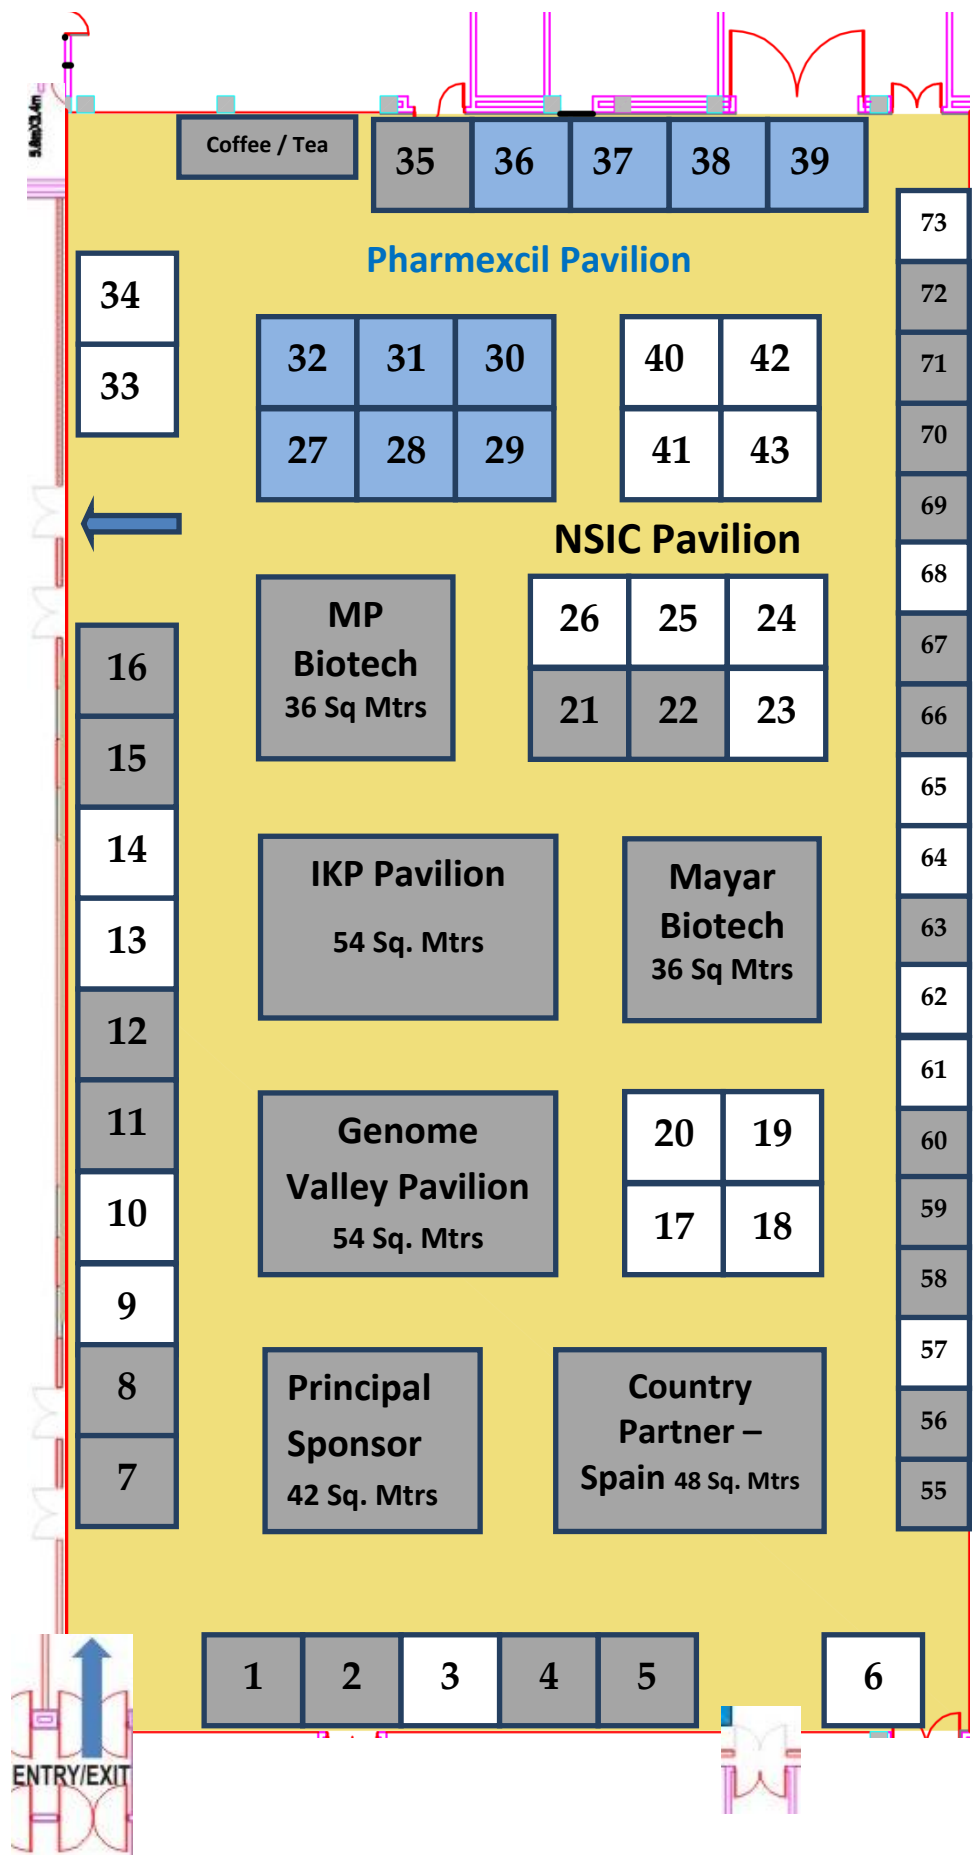 5.8mX3.4m
Coffee / Tea
35 36 37 38 39
73
Pharmexcil Pavilion
34
72
32 31 30
40 42
71
33
27 28 29
41 43
70
69
NSIC Pavilion
68
MP
Biotech
36 Sq Mtrs
26 25 24
67
16
21 22 23
66
15
65
14
IKP Pavilion
54 Sq. Mtrs
Mayar
Biotech
36 Sq Mtrs
64
13
63
62
12
61
11
Genome
Valley Pavilion
54 Sq. Mtrs
20 19
60
10
17 18
59
58
9
57
8
Principal
Sponsor
42 Sq. Mtrs
Country
Partner –
Spain 48 Sq. Mtrs
56
7
55
1 2 3 4 5 6
ENTRY/EXIT